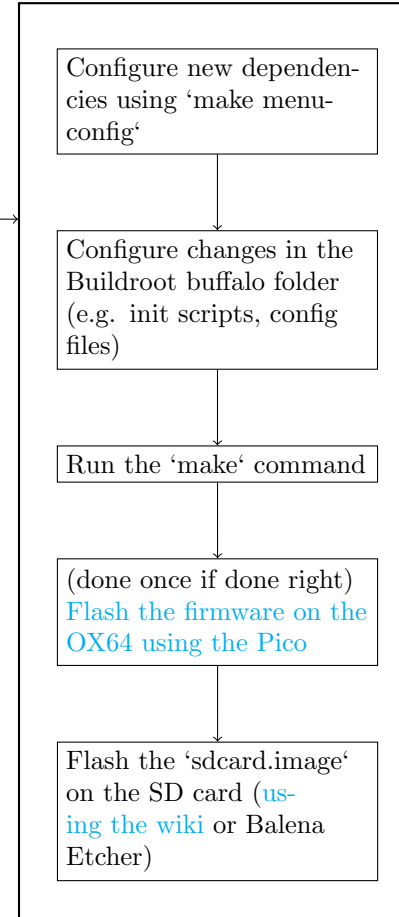 Configure new dependen-
cies using ‘make menu-
config‘
Configure changes in the
Buildroot buffalo folder
(e.g. init scripts, config
files)
Run the ‘make‘ command
(done once if done right)
Flash the firmware on the
OX64 using the Pico
Flash the ‘sdcard.image‘
on the SD card (us-
ing the wiki or Balena
Etcher)